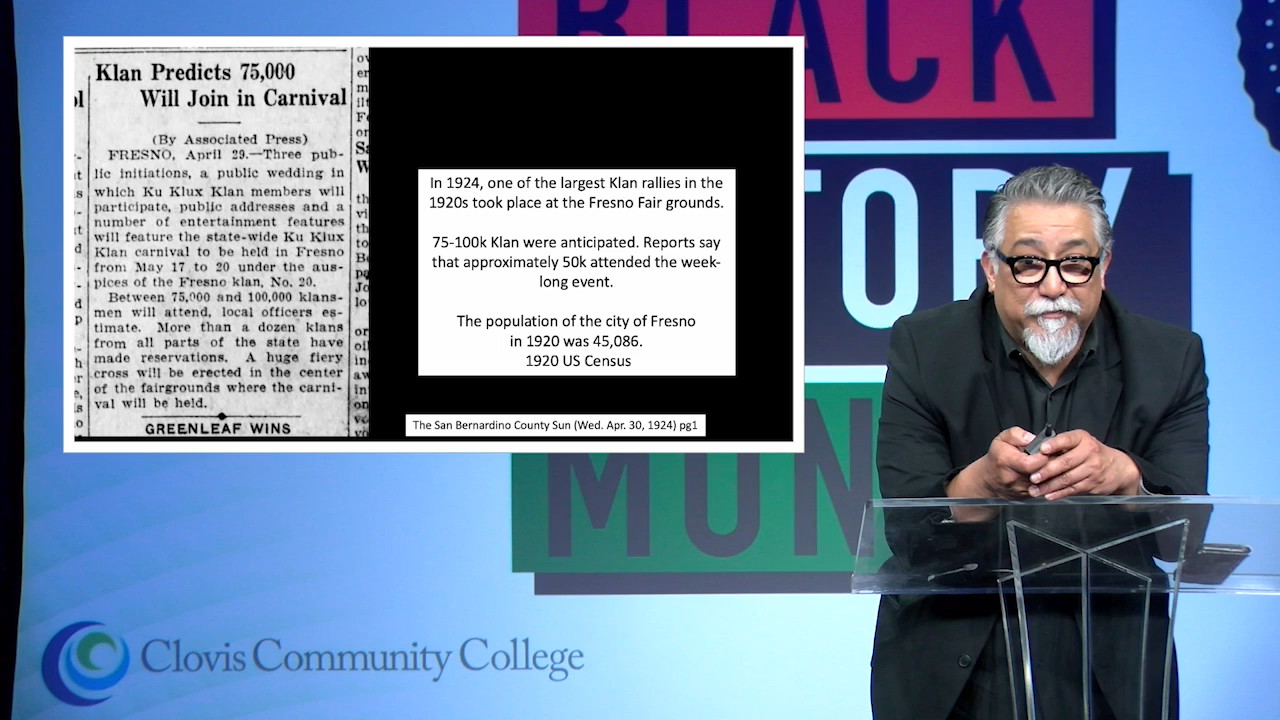 BLACK
TORY
MON
Klan Predicts 75,000
Will Join in Carnival
(By Associated Press)
FRESNO, April 29.—Three pub-
lic initiations, a public wedding in
which Ku Klux Klan members will
participate, public addresses and a
number of entertainment features
will feature the state-wide Ku Klux
Klan carnival to be held in Fresno
from May 17 to 20 under the aus-
pices of the Fresno klan, No. 20.
Between 75,000 and 100,000 klans-
men will attend, local officers es-
timate. More than a dozen klans
from all parts of the state have
made reservations. A huge fiery
cross will be erected in the center
of the fairgrounds where the carni-
val will be held.
GREENLEAF WINS
In 1924, one of the largest Klan rallies in the
1920s took place at the Fresno Fair grounds.
75-100k Klan were anticipated. Reports say
that approximately 50k attended the week-
long event.
The population of the city of Fresno
in 1920 was 45,086.
1920 US Census
The San Bernardino County Sun (Wed. Apr. 30, 1924) pg1
Clovis Community College